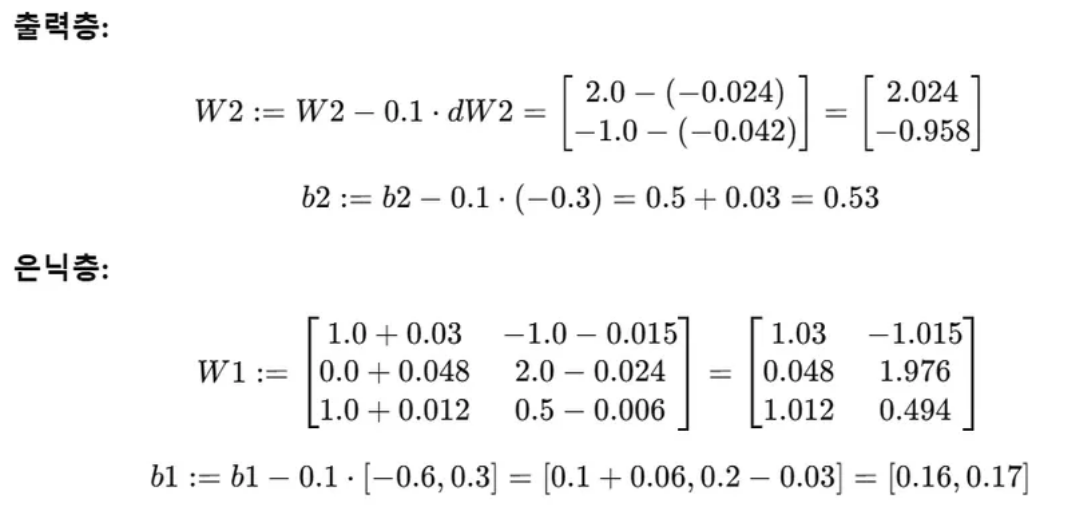 출력층:
W2 := W2 − 0.1 · dW2 = [2.0 − (−0.024) −1.0 − (−0.042)] = [2.024 −0.958]
b2 := b2 − 0.1 · (−0.3) = 0.5 + 0.03 = 0.53
은닉층:
1.0 + 0.03 −1.0 − 0.015 1.03 −1.015
W1 := [0.0 + 0.048 2.0 − 0.024] = [0.048 1.976]
1.0 + 0.012 0.5 − 0.006 1.012 0.494
b1 := b1 − 0.1 · [−0.6, 0.3] = [0.1 + 0.06, 0.2 − 0.03] = [0.16, 0.17]